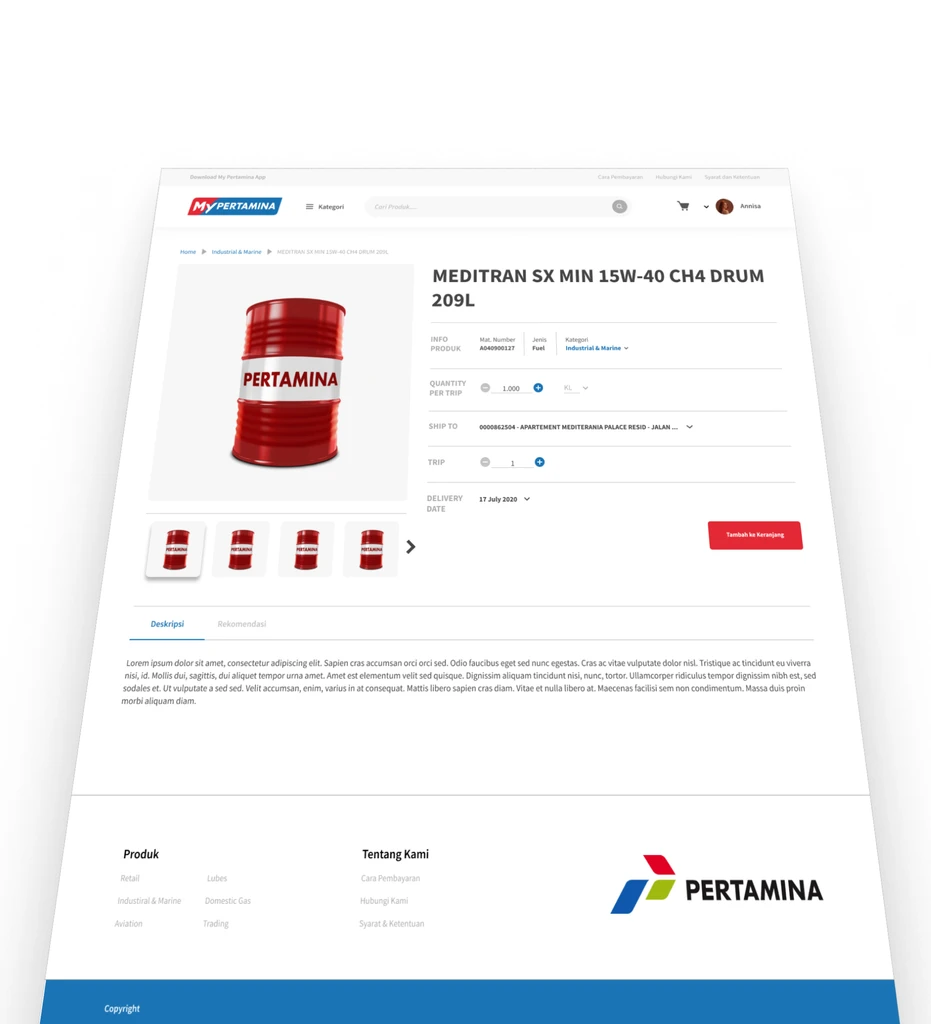 Download My Pertamina App
Cara Pembayaran Hubungi Kami Syarat dan Ketentuan
MyPERTAMINA
Kategori
Cari Produk....
Annisa
Home Industrial & Marine MEDITRAN SX MIN 15W-40 CH4 DRUM 209L
PERTAMINA
MEDITRAN SX MIN 15W-40 CH4 DRUM
209L
INFO
PRODUK
Mat. Number
A040900127
Jenis
Fuel
Kategori
Industrial & Marine
QUANTITY
PER TRIP
1.000
KL
SHIP TO
0000862504 - APARTEMENT MEDITERANIA PALACE RESID - JALAN ...
TRIP
1
DELIVERY
DATE
17 July 2020
PERTAMINA
PERTAMINA
PERTAMINA
PERTAMINA
Tambah ke Keranjang
Deskripsi
Rekomendasi
Lorem ipsum dolor sit amet, consectetur adipiscing elit. Sapien cras accumsan orci orci sed. Odio faucibus eget sed nunc egestas. Cras ac vitae vulputate dolor nisl. Tristique ac tincidunt eu viverra
nisi, id. Mollis dui, sagittis, dui aliquet tempor urna amet. Amet est elementum velit sed quisque. Dignissim aliquam tincidunt nisi, nunc, tortor. Ullamcorper ridiculus tempor dignissim nibh est, sed
sodales et. Ut vulputate a sed sed. Velit accumsan, enim, varius in at consequat. Mattis libero sapien cras diam. Vitae et nulla libero at. Maecenas facilisi sem non condimentum. Massa duis proin
morbi aliquam diam.
Produk
Retail
Lubes
Industiral & Marine
Domestic Gas
Aviation
Trading
Tentang Kami
Cara Pembayaran
Hubungi Kami
Syarat & Ketentuan
PERTAMINA
Copyright